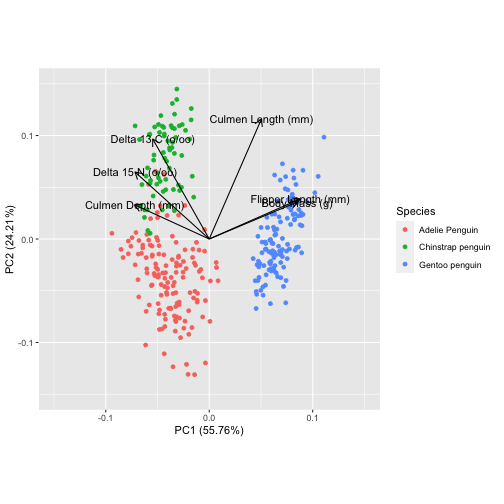 Culmen Length (mm)
Delta 13 C (o/oo)
Delta 15 N (o/oo)
Flipper Length (mm)
Culmen Depth (mm)
Body Mass (g)
0.1
0.0
-0.1
-0.1
0.0
0.1
PC1 (55.76%)
PC2 (24.21%)
Species
Adelie Penguin
Chinstrap penguin
Gentoo penguin